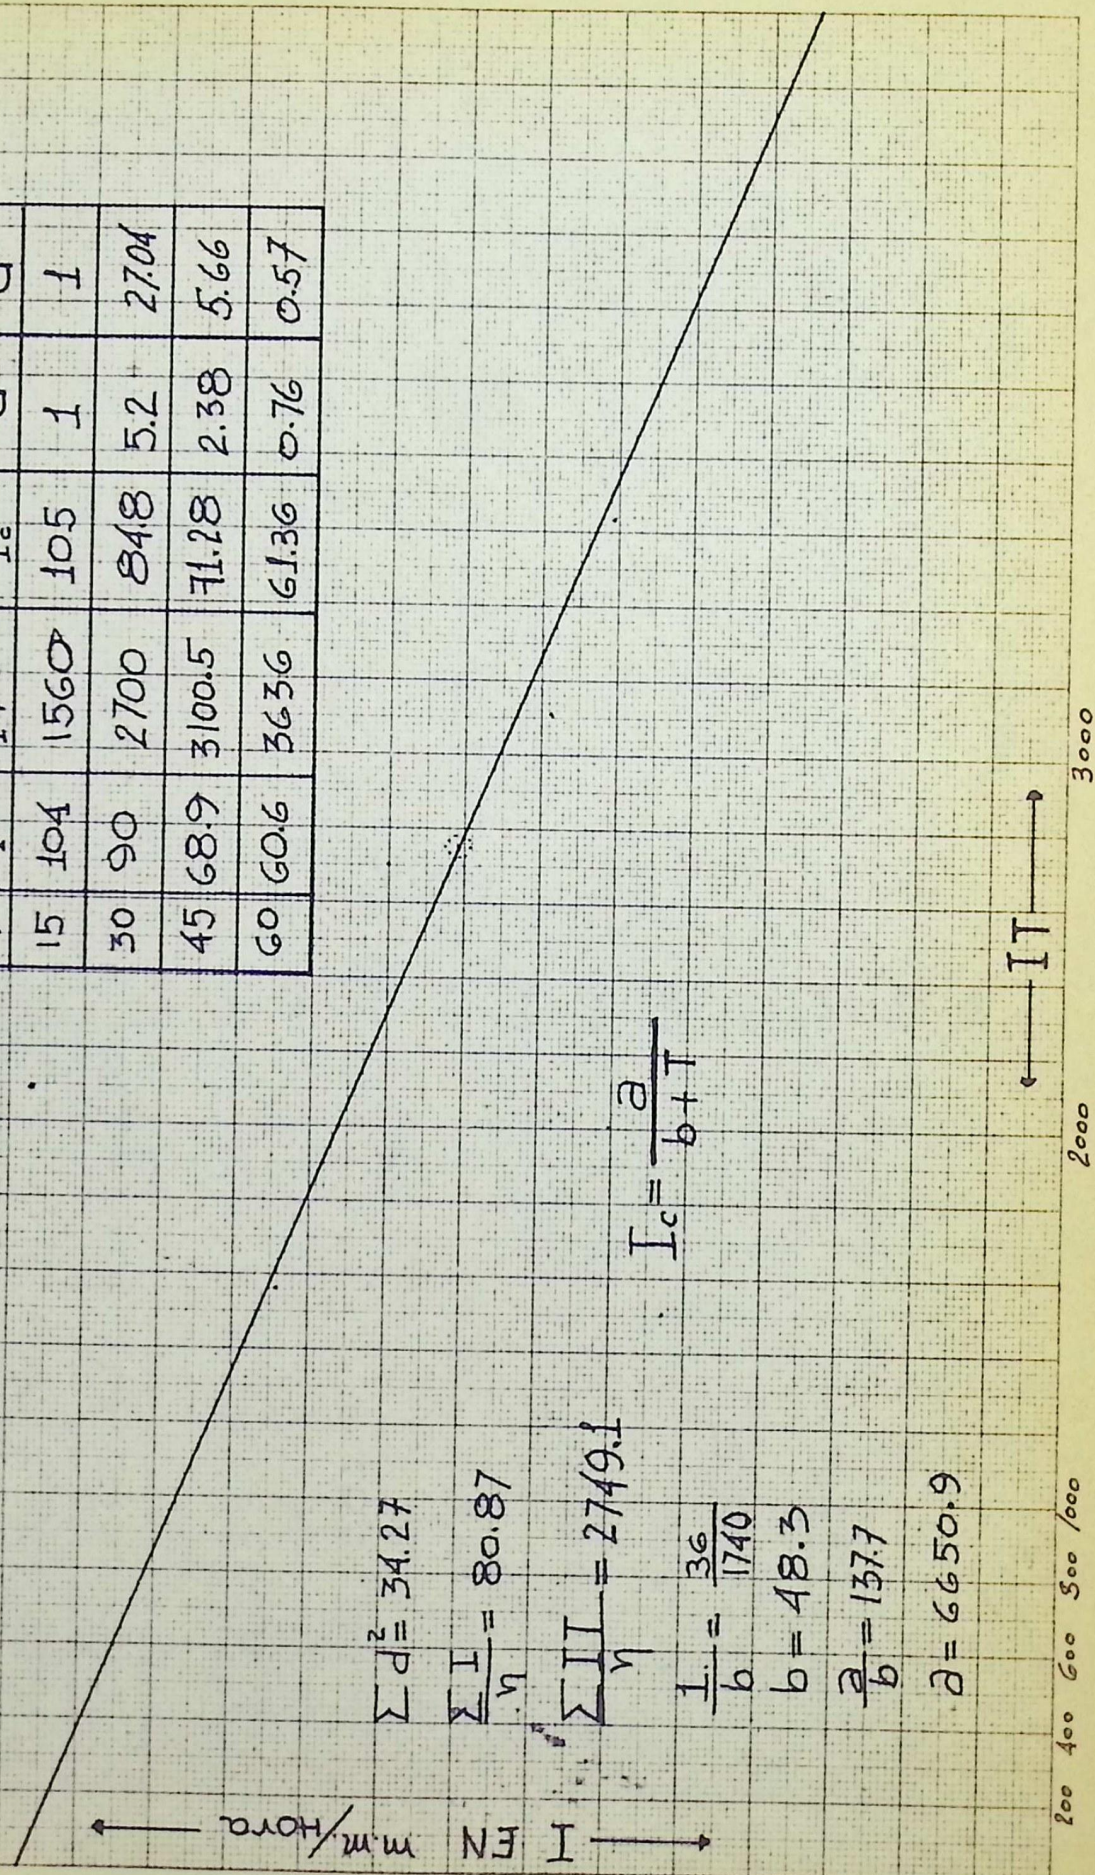 15 104 1560 105 1 1
30 90 2700 84.8 5.2 27.04
45 68.9 3100.5 71.28 2.38 5.66
60 60.6 3636 61.36 0.76 0.57
I EN m.m./Hora
∑ d² = 34.27
∑ I / η = 80.87
∑ IT / η = 2749.1
1 / b = 36 / 1740
b = 48.3
a / b = 137.7
a = 6650.9
Ic = a / b + T
200 400 600 800 1000 2000 3000
IT